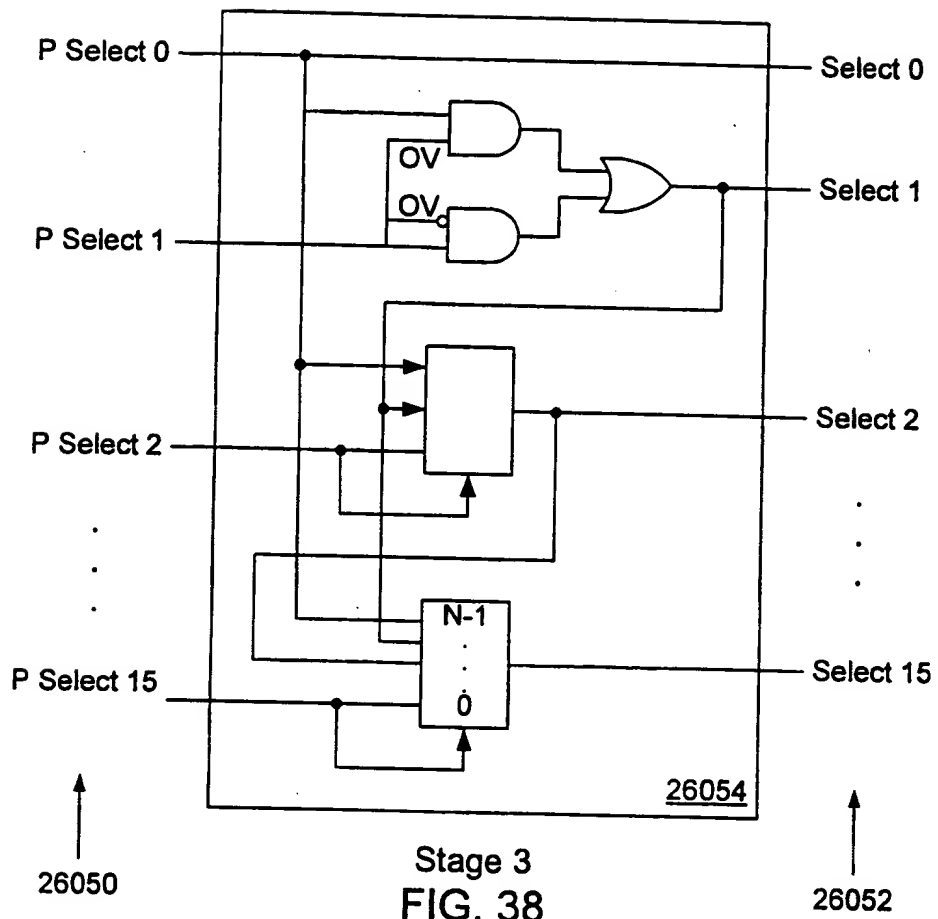 P Select 0
Select 0
OV
Select 1
OV
P Select 1
Select 2
P Select 2
N-1
Select 15
P Select 15
0
26054
Stage 3
26050
26052
FIG. 38